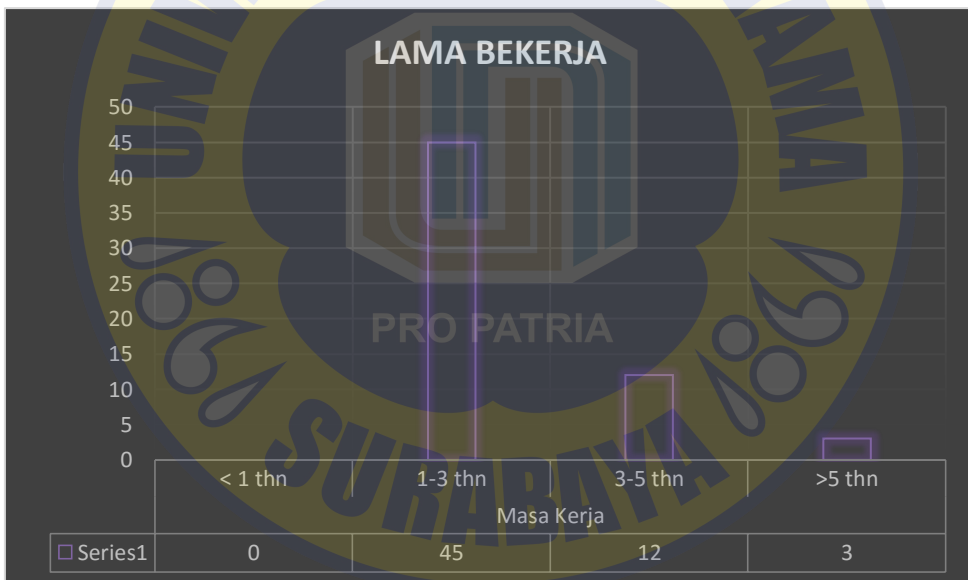 LAMA BEKERJA
50
45
40
35
30
25
20
15
10
5
0
< 1 thn 1-3 thn 3-5 thn >5 thn
Masa Kerja
Series1 0 45 12 3
PRO PATRIA
SURABAYA